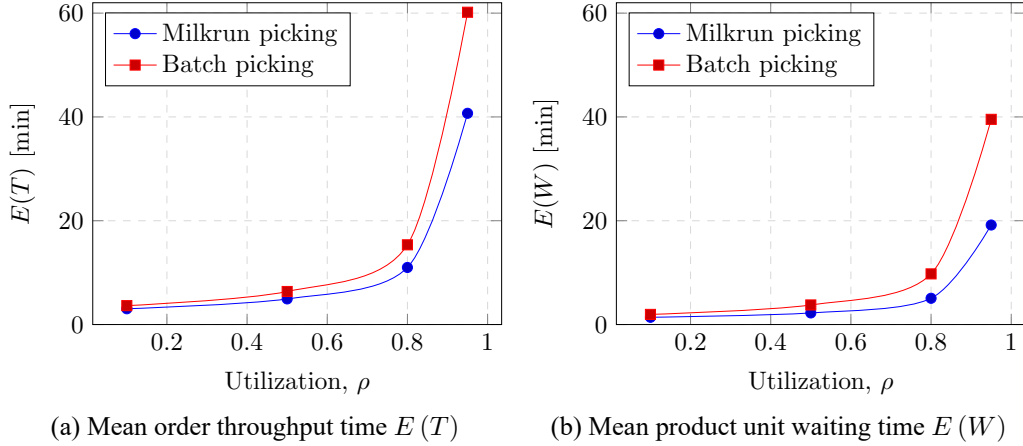 60
40
20
0
E(T) [min]
0.2 0.4 0.6 0.8 1
Utilization, ρ
Milkrun picking
Batch picking
(a) Mean order throughput time E (T)
60
40
20
0
E(W) [min]
0.2 0.4 0.6 0.8 1
Utilization, ρ
Milkrun picking
Batch picking
(b) Mean product unit waiting time E (W)